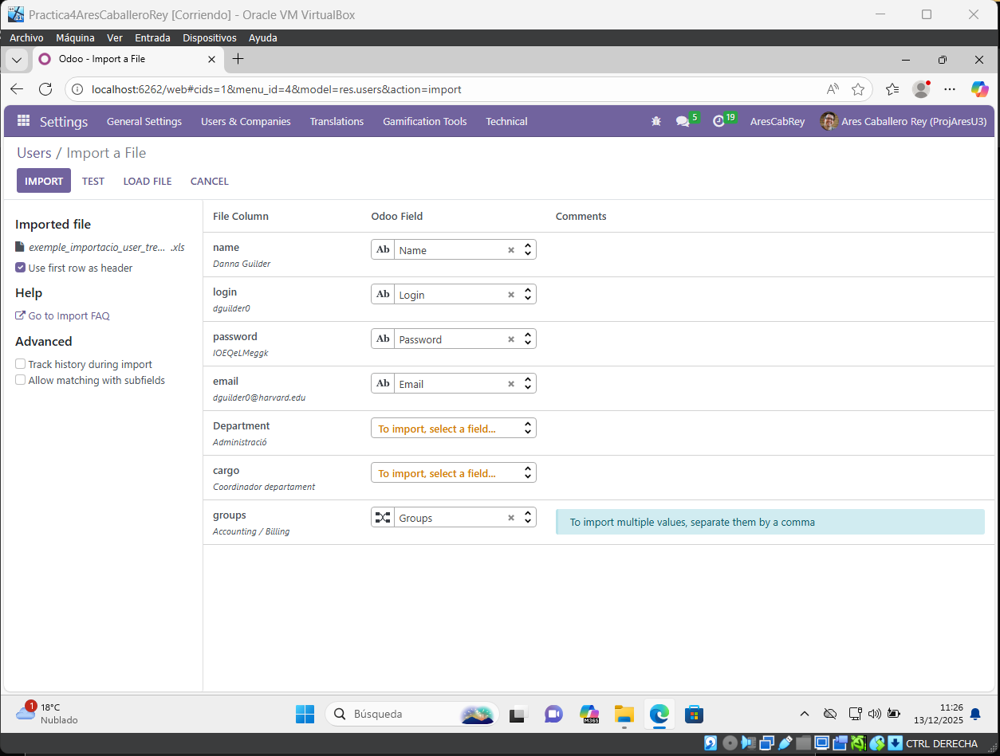 Practica4AresCaballeroRey [Corriendo] - Oracle VM VirtualBox
Archivo Máquina Ver Entrada Dispositivos Ayuda
Odoo - Import a File
localhost:6262/web#cids=1&menu_id=4&model=res.users&action=import
Settings General Settings Users & Companies Translations Gamification Tools Technical 5 19 AresCabRey Ares Caballero Rey (ProjAresU3)
Users / Import a File
IMPORT TEST LOAD FILE CANCEL
Imported file
exemple_importacio_user_tre... .xls
Use first row as header
Help
Go to Import FAQ
Advanced
Track history during import
Allow matching with subfields
File Column Odoo Field Comments
name Ab Name
Danna Guilder
login Ab Login
dguilder0
password Ab Password
IOEQeLMeggk
email Ab Email
dguilder0@harvard.edu
Department To import, select a field...
Administració
cargo To import, select a field...
Coordinador departament
groups Groups To import multiple values, separate them by a comma
Accounting / Billing
1 18°C
Nublado
Búsqueda
M365
11:26
13/12/2025
CTRL DERECHA